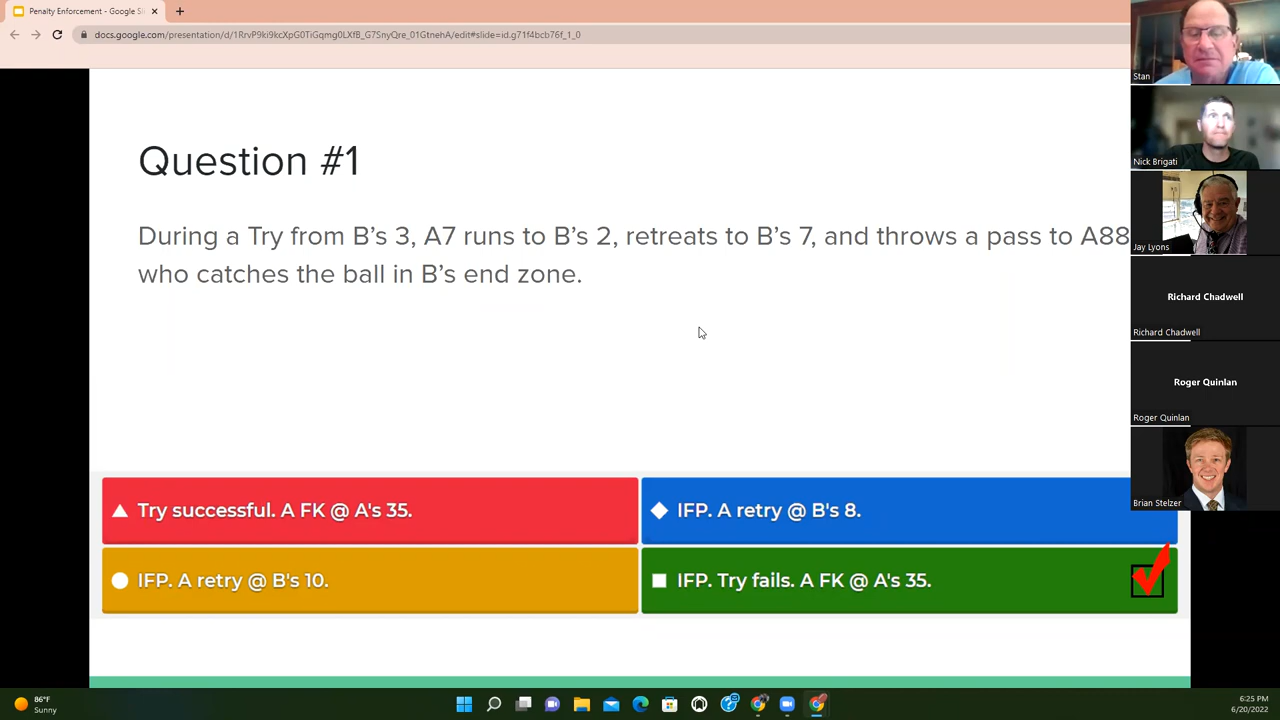 Penalty Enforcement - Google Sli
docs.google.com/presentation/d/1RrvP9ki9kcXpG0TiGqmg0LXfB_G7SnyQre_01GtnehA/edit#slide=id.g71f4bcb76f_1_0
Stan
Nick Brigati
Jay Lyons
Richard Chadwell
Richard Chadwell
Roger Quinlan
Roger Quinlan
Brian Stelzer
Question #1
During a Try from B’s 3, A7 runs to B’s 2, retreats to B’s 7, and throws a pass to A88
who catches the ball in B’s end zone.
Try successful. A FK @ A's 35.
IFP. A retry @ B's 8.
IFP. A retry @ B's 10.
IFP. Try fails. A FK @ A's 35.
86°F
Sunny
6:25 PM
6/20/2022